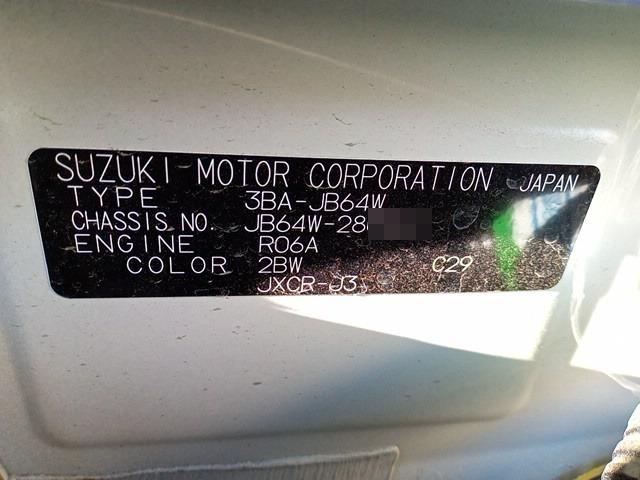 SUZUKI MOTOR CORPORATION JAPAN
TYPE 3BA-JB64W
CHASSIS NO. JB64W-28
ENGINE R06A
COLOR 2BW C29
JXCR-J3